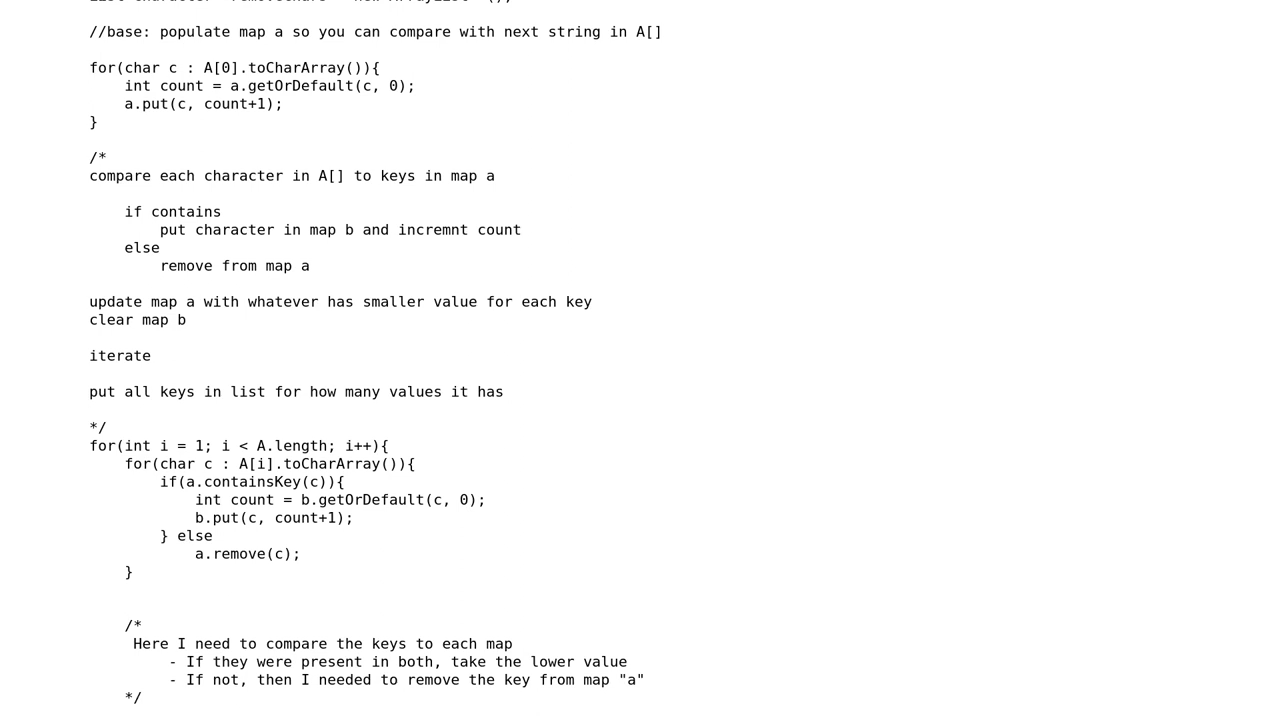 //base: populate map a so you can compare with next string in A[]
for(char c : A[0].toCharArray()){
int count = a.getOrDefault(c, 0);
a.put(c, count+1);
}
/*
compare each character in A[] to keys in map a
if contains
put character in map b and incremnt count
else
remove from map a
update map a with whatever has smaller value for each key
clear map b
iterate
put all keys in list for how many values it has
*/
for(int i = 1; i < A.length; i++){
for(char c : A[i].toCharArray()){
if(a.containsKey(c)){
int count = b.getOrDefault(c, 0);
b.put(c, count+1);
} else
a.remove(c);
}
/*
Here I need to compare the keys to each map
- If they were present in both, take the lower value
- If not, then I needed to remove the key from map "a"
*/